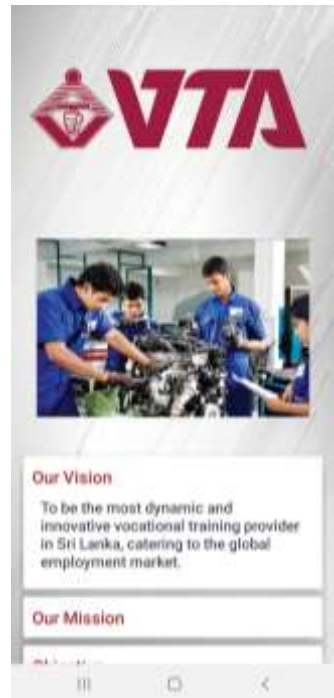 VTA
Our Vision
To be the most dynamic and
innovative vocational training provider
in Sri Lanka, catering to the global
employment market.
Our Mission